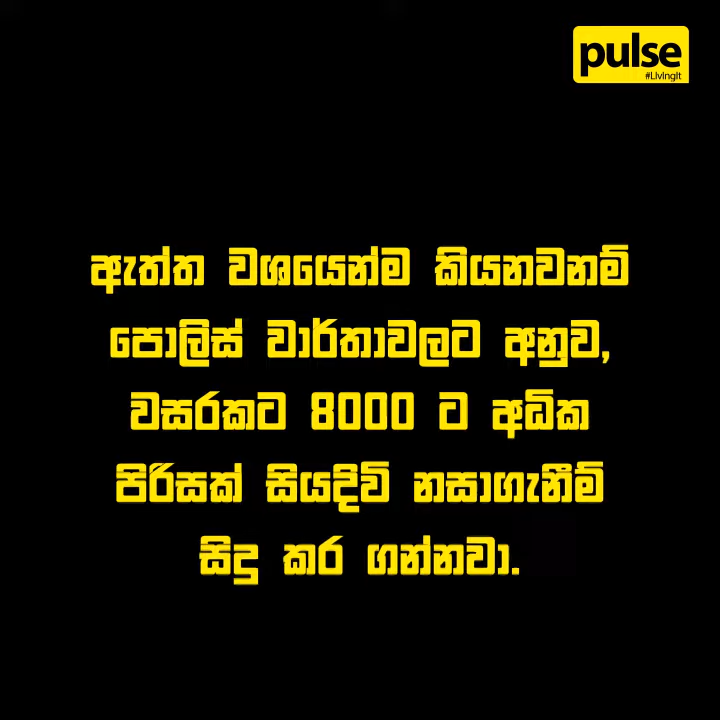 pulse
#LivingIt
ඇත්ත වශයෙන්ම කියනවනම්
පොලිස් වාර්තාවලට අනුව,
වසරකට 8000 ට අධික
පිරිසක් සියදිවි නසාගැනීම්
සිදු කර ගන්නවා.